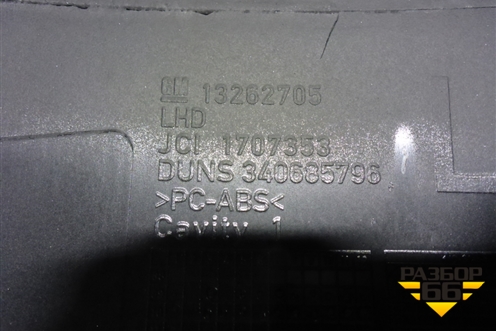 GM 13262705
LHD
JCI 1707353
DUNS 340685796
>PC-ABS<
Cavity 1
РАЗБОР
66